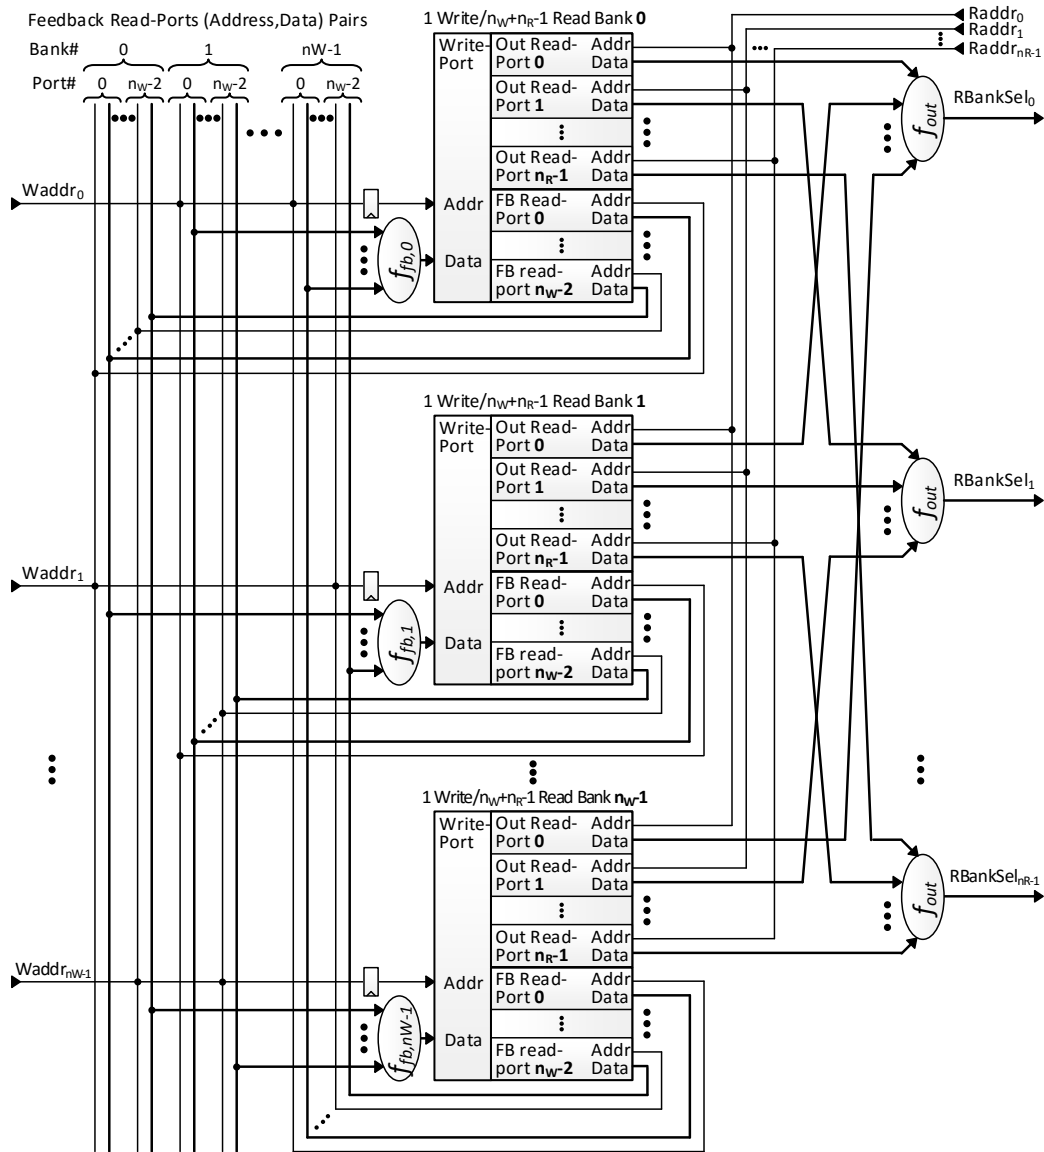 Feedback Read-Ports (Address,Data) Pairs
Bank# 0 1 nW-1
Port# 0 nW-2 0 nW-2 0 nW-2
1 Write/nW+nR-1 Read Bank 0
Write-Port
Addr
Data
Out Read-Port 0 Addr Data
Out Read-Port 1 Addr Data
Out Read-Port nR-1 Addr Data
FB Read-Port 0 Addr Data
FB read-port nW-2 Addr Data
Raddr0
Raddr1
RaddrnR-1
Waddr0
ffb,0
fout
RBankSel0
1 Write/nW+nR-1 Read Bank 1
Write-Port
Addr
Data
Out Read-Port 0 Addr Data
Out Read-Port 1 Addr Data
Out Read-Port nR-1 Addr Data
FB Read-Port 0 Addr Data
FB read-port nW-2 Addr Data
Waddr1
ffb,1
fout
RBankSel1
1 Write/nW+nR-1 Read Bank nW-1
Write-Port
Addr
Data
Out Read-Port 0 Addr Data
Out Read-Port 1 Addr Data
Out Read-Port nR-1 Addr Data
FB Read-Port 0 Addr Data
FB read-port nW-2 Addr Data
WaddrnW-1
ffb,nW-1
fout
RBankSelnR-1